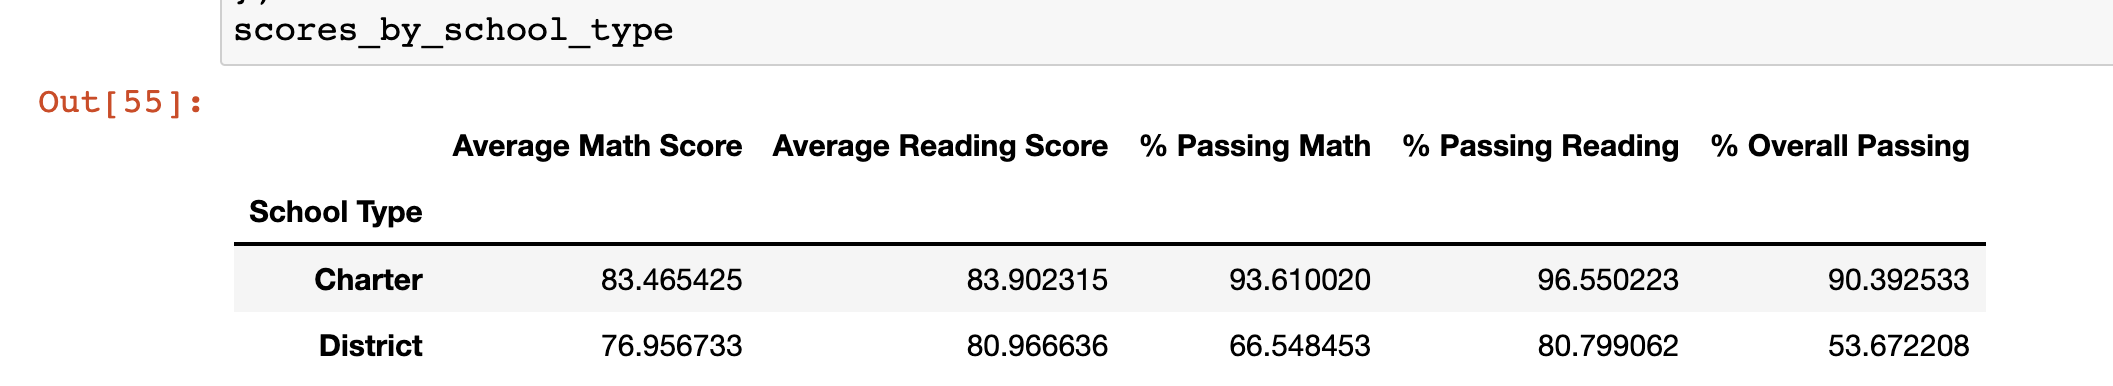 scores_by_school_type
Out[55]:
Average Math Score Average Reading Score % Passing Math % Passing Reading % Overall Passing
School Type
Charter 83.465425 83.902315 93.610020 96.550223 90.392533
District 76.956733 80.966636 66.548453 80.799062 53.672208